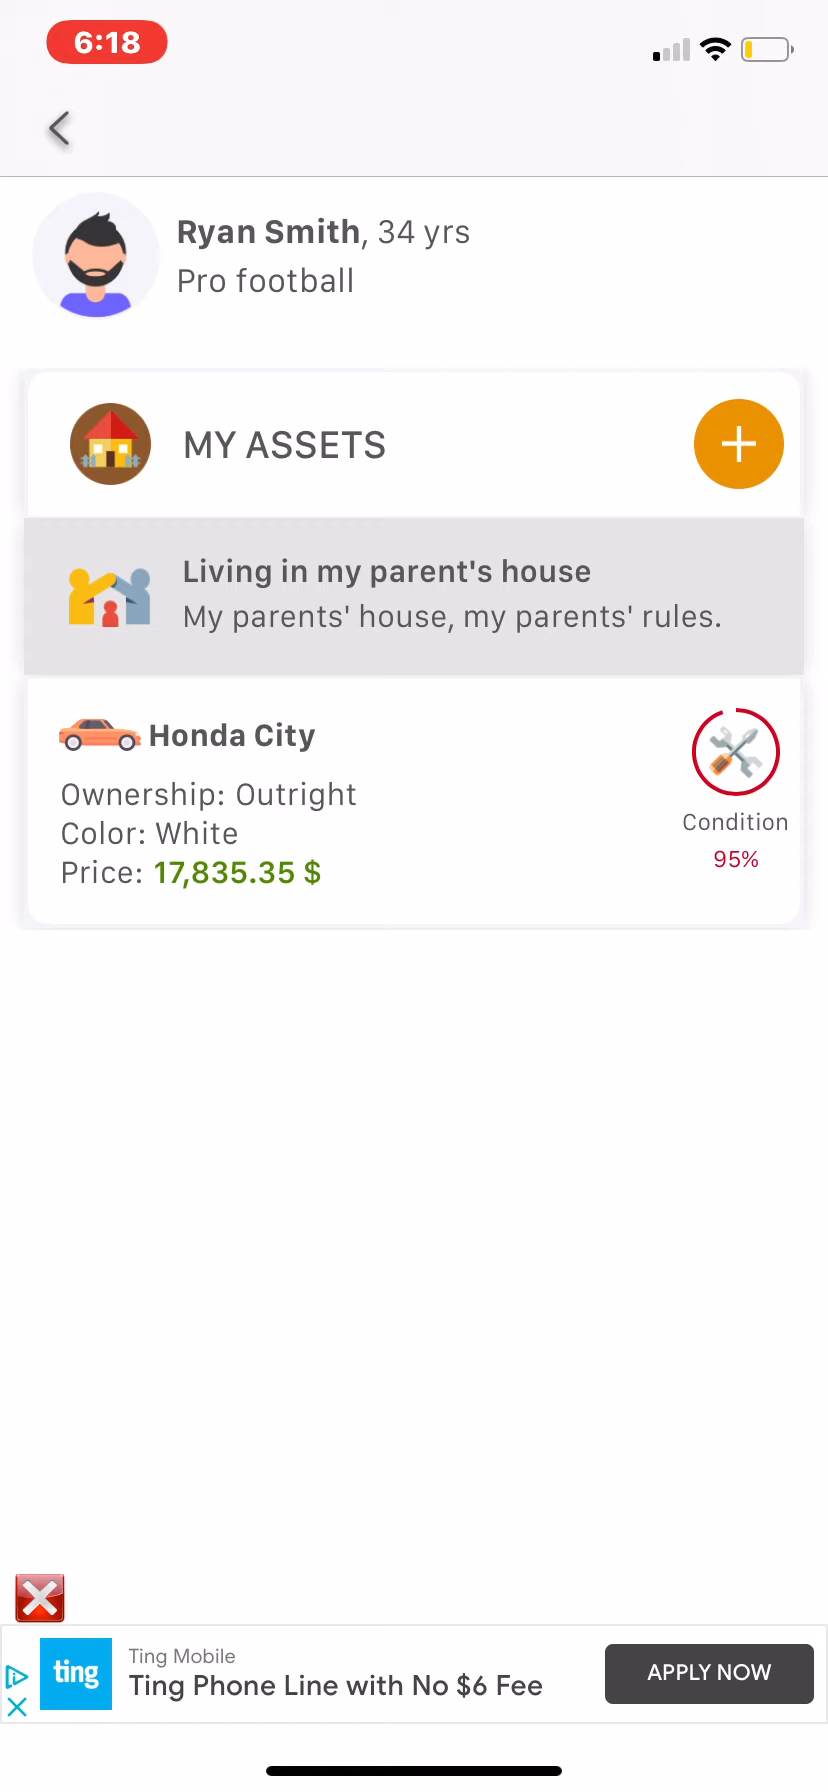 6:18
Ryan Smith, 34 yrs
Pro football
MY ASSETS
Living in my parent's house
My parents' house, my parents' rules.
Honda City
Ownership: Outright
Color: White
Price: 17,835.35 $
Condition
95%
ting
Ting Mobile
Ting Phone Line with No $6 Fee
APPLY NOW